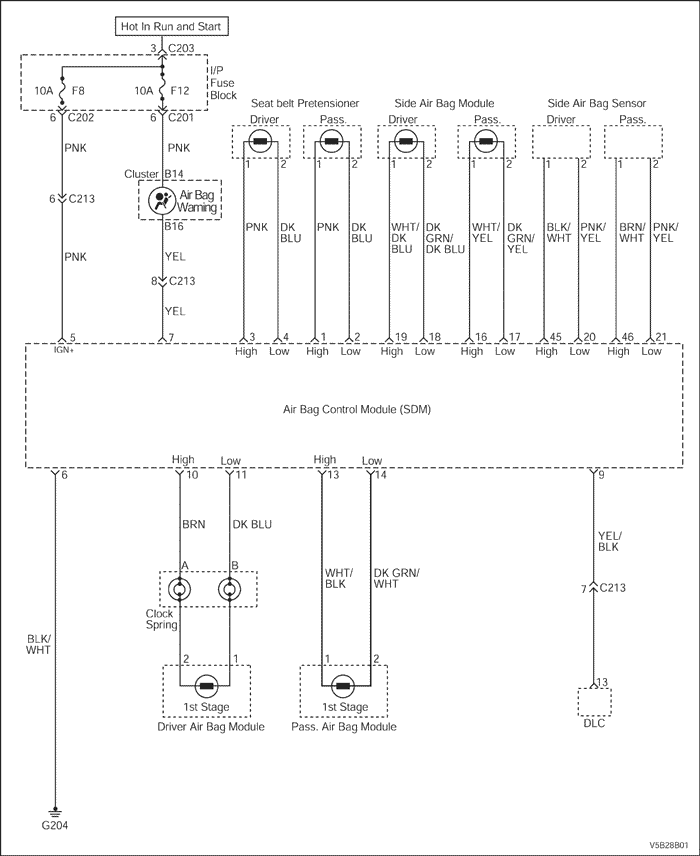 Hot In Run and Start
3 C203
I/P
Fuse
Block
10A F8 10A F12
6 C202 6 C201
Seat belt Pretensioner Side Air Bag Module Side Air Bag Sensor
Driver Pass. Driver Pass. Driver Pass.
1 2 1 2 1 2 1 2 1 2 1 2
PNK PNK
Cluster B14
Air Bag
Warning
6 C213
B16
PNK DK
BLU
PNK DK
BLU
WHT/
DK
BLU
DK
GRN/
DK BLU
WHT/
YEL
DK
GRN/
YEL
BLK/
WHT
PNK/
YEL
BRN/
WHT
PNK/
YEL
PNK YEL
8 C213
YEL
5 7 3 4 1 2 19 18 16 17 45 20 46 21
IGN+ High Low High Low High Low High Low High Low High Low
Air Bag Control Module (SDM)
High Low High Low
6 10 11 13 14 9
BRN DK BLU
YEL/
BLK
A B
WHT/
BLK
DK GRN/
WHT
7 C213
Clock
Spring
BLK/
WHT
2 1 1 2
13
1st Stage 1st Stage
DLC
Driver Air Bag Module Pass. Air Bag Module
G204
V5B28B01